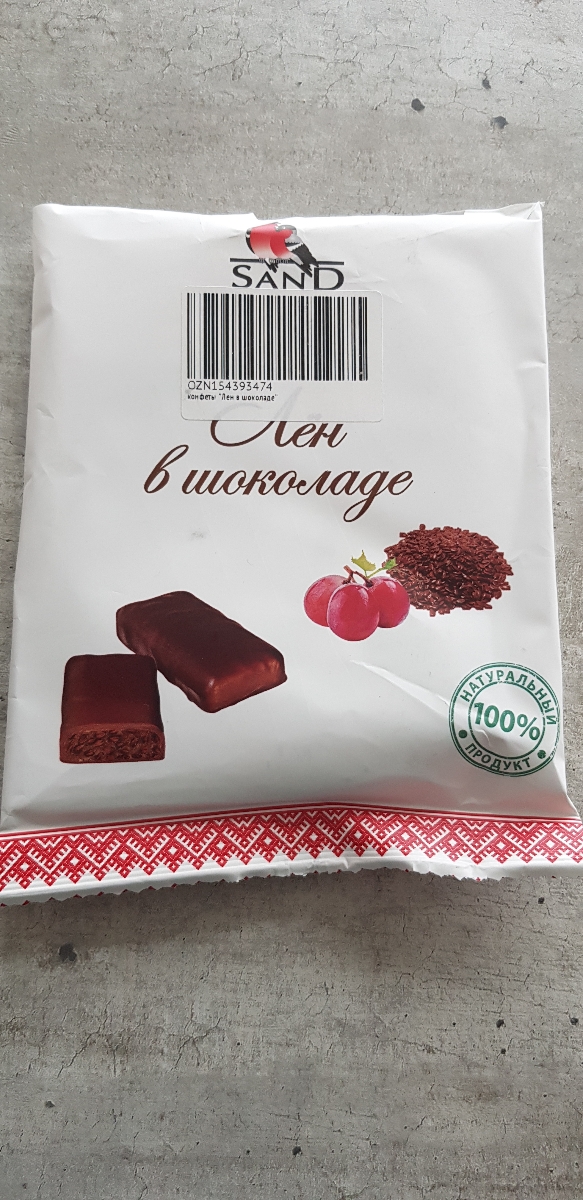 SAND
OZN154393474
конфеты "Лен в шоколаде"
Лен
в шоколаде
НАТУРАЛЬНЫЙ
100%
ПРОДУКТ